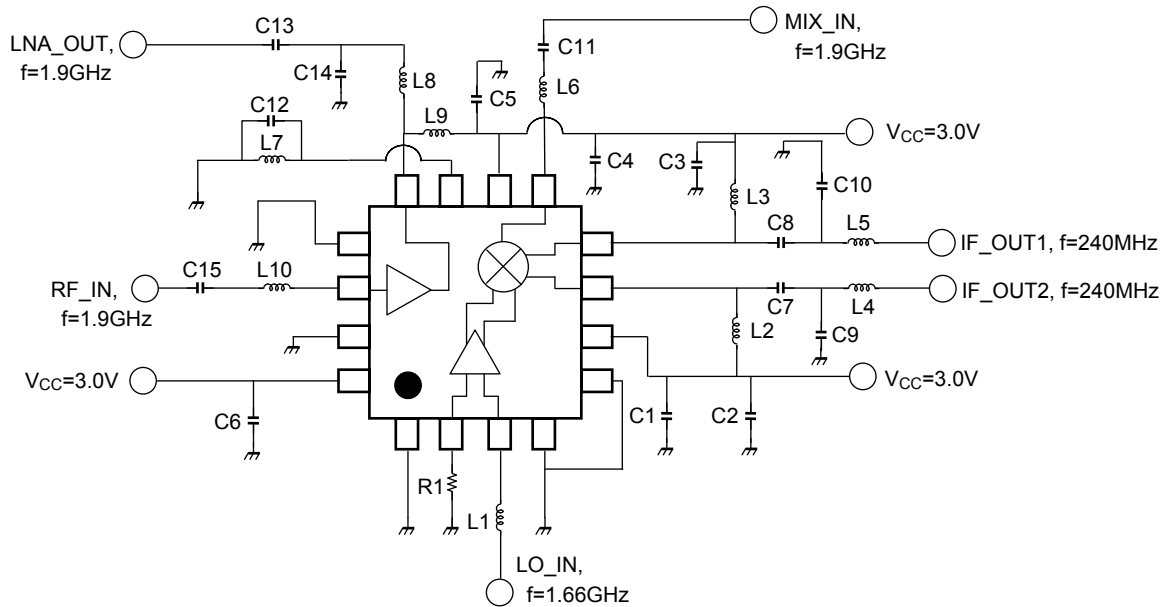 C13
MIX_IN,
f=1.9GHz
LNA_OUT,
f=1.9GHz
C11
C14
L8
L6
C5
C12
L9
L7
VCC=3.0V
C4
C3
C10
L3
C8
L5
IF_OUT1, f=240MHz
C15
L10
RF_IN,
f=1.9GHz
IF_OUT2, f=240MHz
C7
L4
L2
C9
VCC=3.0V
VCC=3.0V
C6
C1
C2
R1
L1
LO_IN,
f=1.66GHz